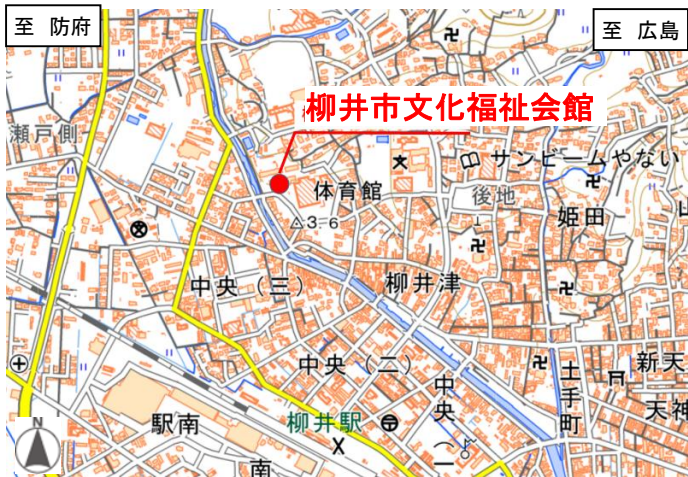 至 防府
至 広島
柳井市文化福祉会館
瀬戸側
サンビームやない
体育館
後地
姫田
3 6
中央（三）
柳井津
中央（二）
新天
土手町
中央（一
天神
駅南
柳井駅
南
N